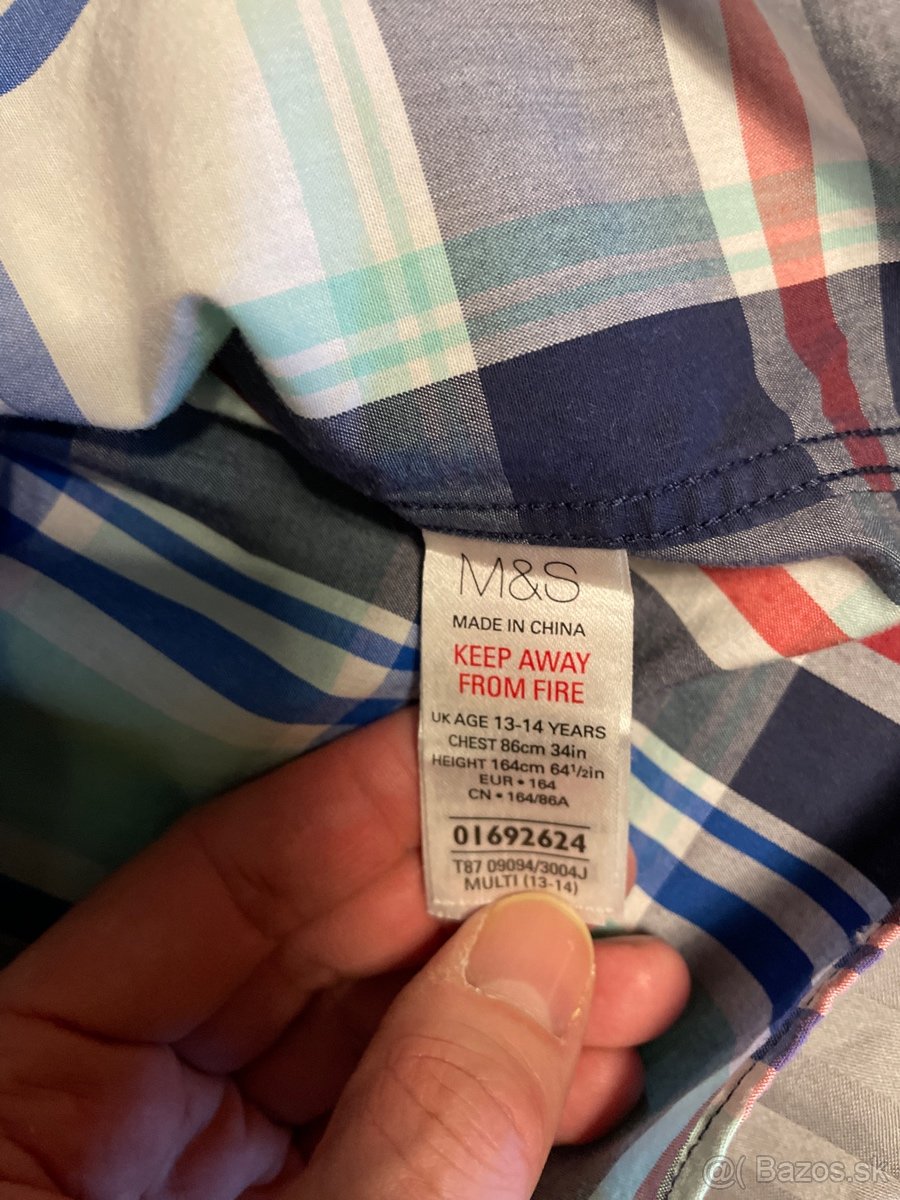 M&S
MADE IN CHINA
KEEP AWAY
FROM FIRE
UK AGE 13-14 YEARS
CHEST 86cm 34in
HEIGHT 164cm 64½in
EUR • 164
CN • 164/86A
01692624
T87 09094/3004J
MULTI (13-14)
@( Bazos.sk